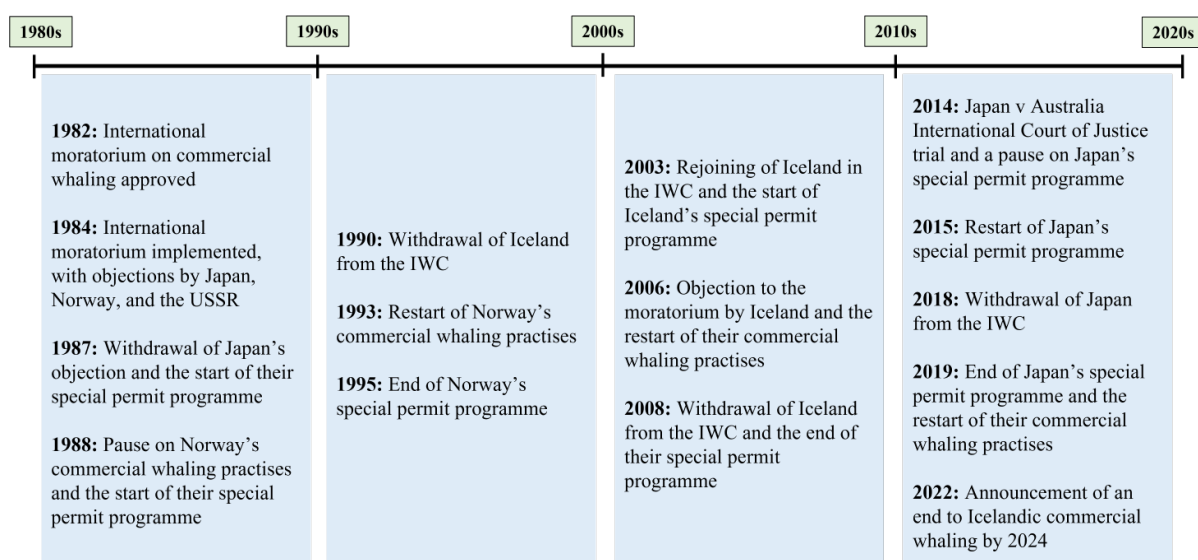 1980s
1990s
2000s
2010s
2020s
1982: International
moratorium on commercial
whaling approved
1984: International
moratorium implemented,
with objections by Japan,
Norway, and the USSR
1987: Withdrawal of Japan's
objection and the start of their
special permit programme
1988: Pause on Norway's
commercial whaling practises
and the start of their special
permit programme
1990: Withdrawal of Iceland
from the IWC
1993: Restart of Norway's
commercial whaling practises
1995: End of Norway's
special permit programme
2003: Rejoining of Iceland in
the IWC and the start of
Iceland's special permit
programme
2006: Objection to the
moratorium by Iceland and the
restart of their commercial
whaling practises
2008: Withdrawal of Iceland
from the IWC and the end of
their special permit
programme
2014: Japan v Australia
International Court of Justice
trial and a pause on Japan's
special permit programme
2015: Restart of Japan's
special permit programme
2018: Withdrawal of Japan
from the IWC
2019: End of Japan's special
permit programme and the
restart of their commercial
whaling practises
2022: Announcement of an
end to Icelandic commercial
whaling by 2024